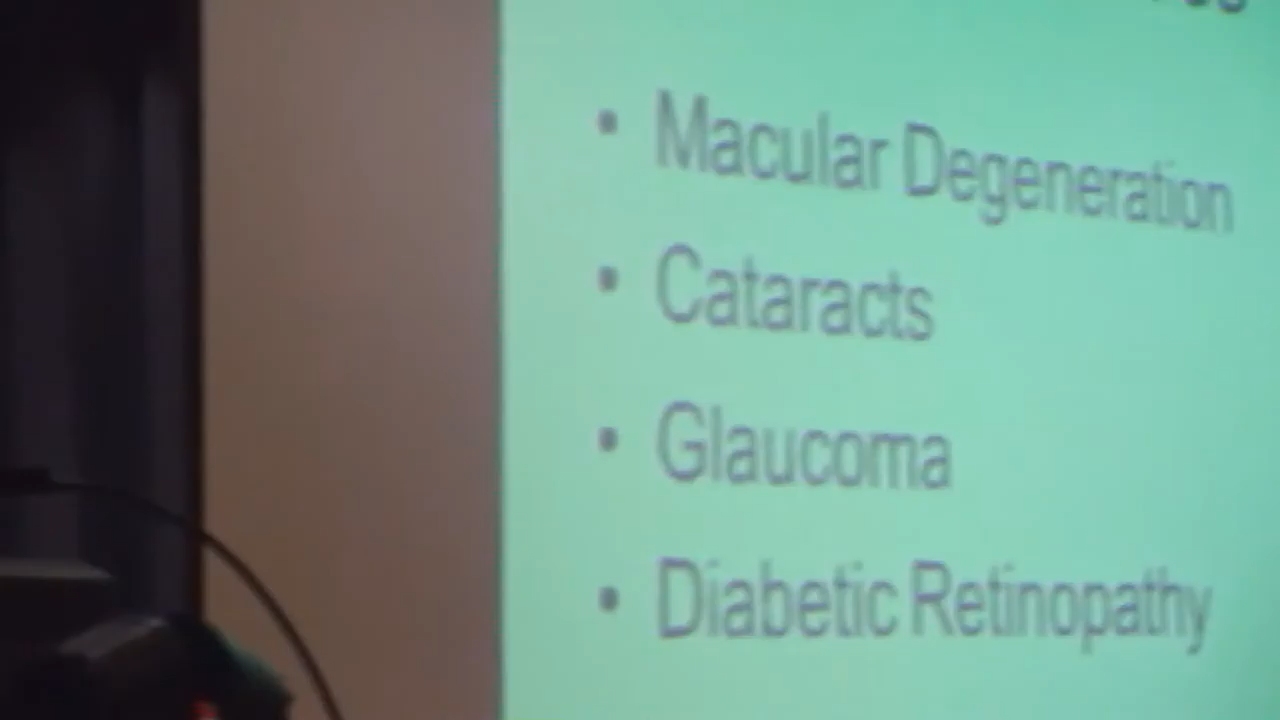 • Macular Degeneration
• Cataracts
• Glaucoma
• Diabetic Retinopathy